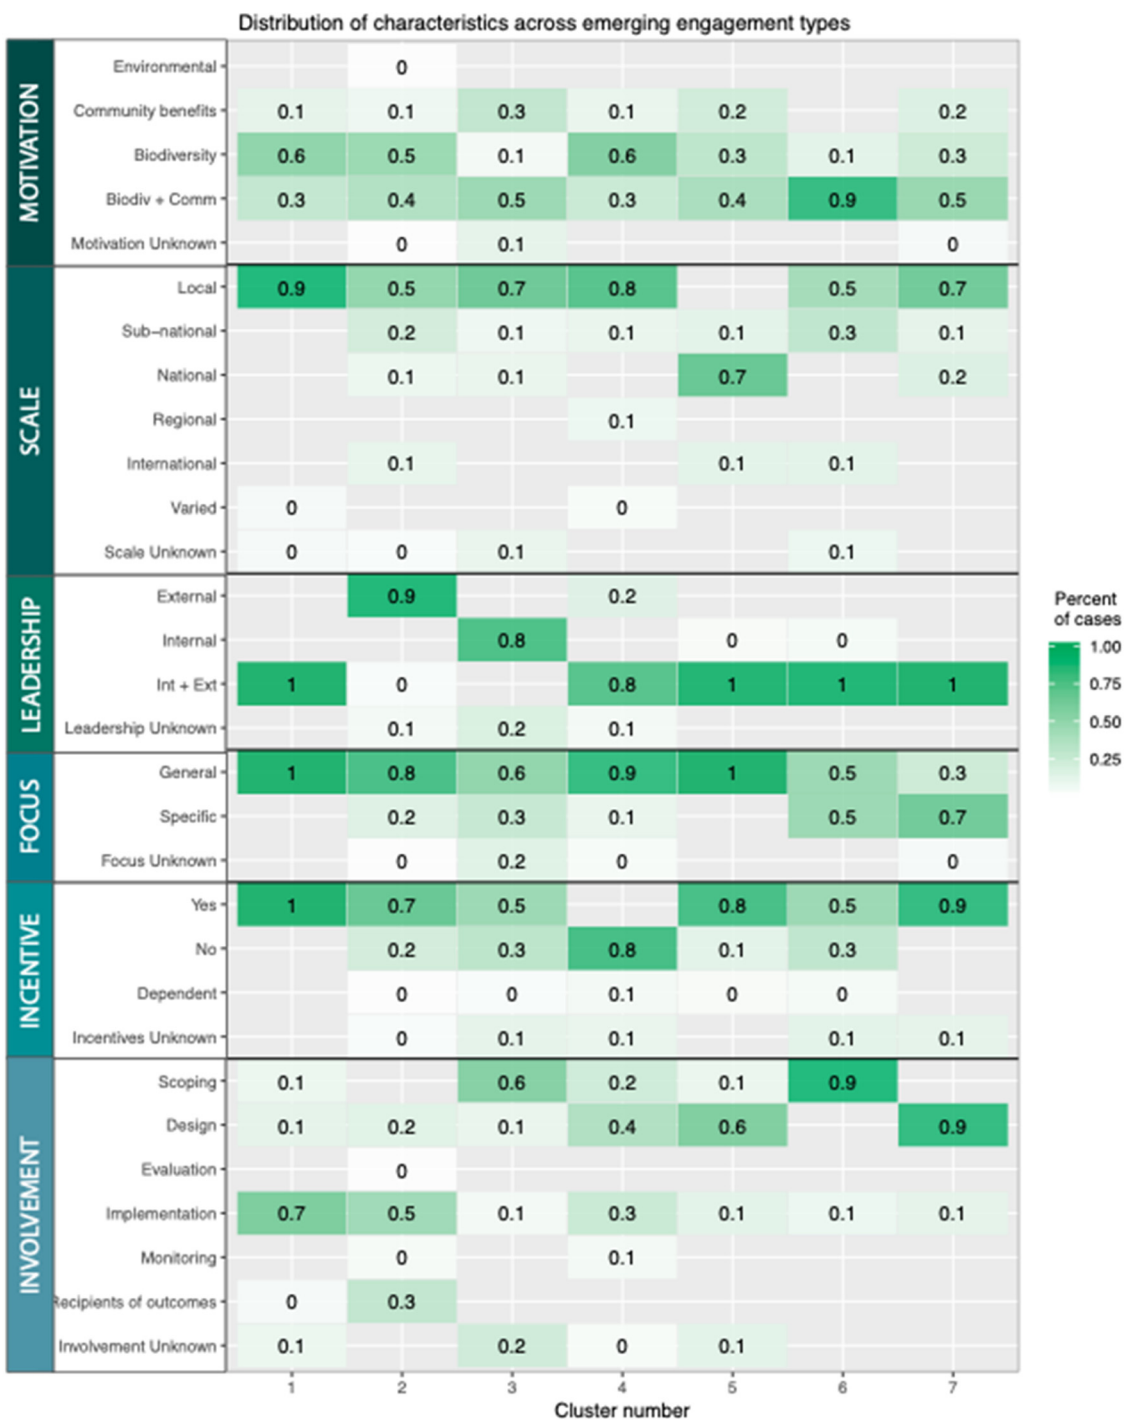 Distribution of characteristics across emerging engagement types
MOTIVATION
Environmental 0
Community benefits 0.1 0.1 0.3 0.1 0.2 0.2
Biodiversity 0.6 0.5 0.1 0.6 0.3 0.1 0.3
Biodiv + Comm 0.3 0.4 0.5 0.3 0.4 0.9 0.5
Motivation Unknown 0 0.1 0
SCALE
Local 0.9 0.5 0.7 0.8 0.5 0.7
Sub−national 0.2 0.1 0.1 0.1 0.3 0.1
National 0.1 0.1 0.7 0.2
Regional 0.1
International 0.1 0.1 0.1
Varied 0 0
Scale Unknown 0 0 0.1 0.1
LEADERSHIP
External 0.9 0.2
Internal 0.8 0 0
Int + Ext 1 0 0.8 1 1 1
Leadership Unknown 0.1 0.2 0.1
FOCUS
General 1 0.8 0.6 0.9 1 0.5 0.3
Specific 0.2 0.3 0.1 0.5 0.7
Focus Unknown 0 0.2 0 0
INCENTIVE
Yes 1 0.7 0.5 0.8 0.5 0.9
No 0.2 0.3 0.8 0.1 0.3
Dependent 0 0 0.1 0 0
Incentives Unknown 0 0.1 0.1 0.1 0.1
INVOLVEMENT
Scoping 0.1 0.6 0.2 0.1 0.9
Design 0.1 0.2 0.1 0.4 0.6 0.9
Evaluation 0
Implementation 0.7 0.5 0.1 0.3 0.1 0.1 0.1
Monitoring 0 0.1
Recipients of outcomes 0 0.3
Involvement Unknown 0.1 0.2 0 0.1
1 2 3 4 5 6 7
Cluster number
Percent
of cases
1.00
0.75
0.50
0.25